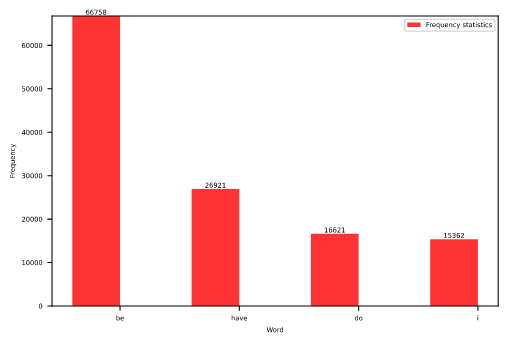 66758
Frequency statistics
60000
50000
40000
30000
20000
10000
0
26921
16621
15362
Frequency
be
have
do
i
Word